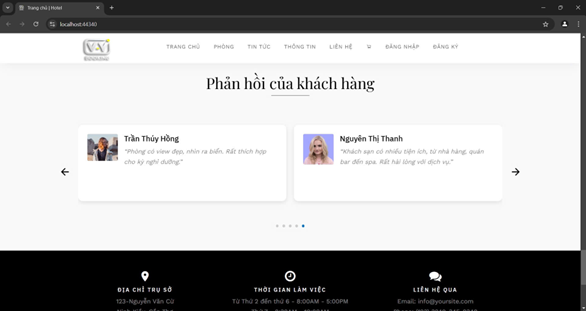 Trang chủ | Hotel
localhost:44340
TRANG CHỦ PHÒNG TIN TỨC THÔNG TIN LIÊN HỆ ĐĂNG NHẬP ĐĂNG KÝ
Phản hồi của khách hàng
Trần Thúy Hồng
"Phòng có view đẹp, nhìn ra biển. Rất thích hợp
cho kỳ nghỉ dưỡng."
Nguyên Thị Thanh
"Khách sạn có nhiều tiện ích, từ nhà hàng, quán
bar đến spa. Rất hài lòng với dịch vụ."
ĐỊA CHỈ TRỤ SỞ
123-Nguyễn Văn Cừ
THỜI GIAN LÀM VIỆC
Từ Thứ 2 đến thứ 6 - 8:00AM - 5:00PM
LIÊN HỆ QUA
Email: info@yoursite.com